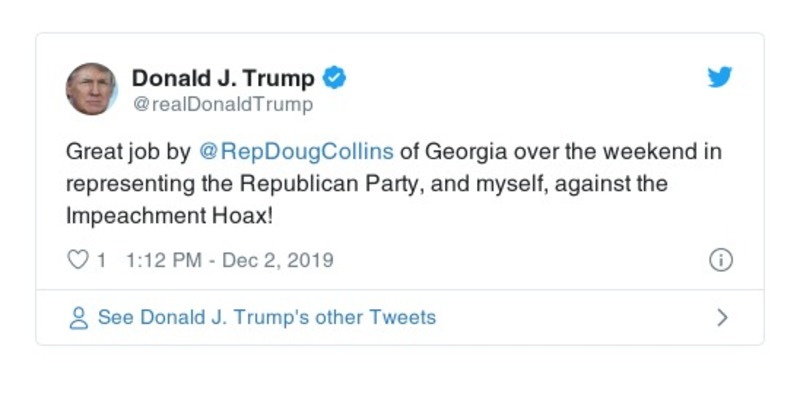 Donald J. Trump
@realDonaldTrump
Great job by @RepDougCollins of Georgia over the weekend in
representing the Republican Party, and myself, against the
Impeachment Hoax!
1 1:12 PM - Dec 2, 2019
See Donald J. Trump's other Tweets